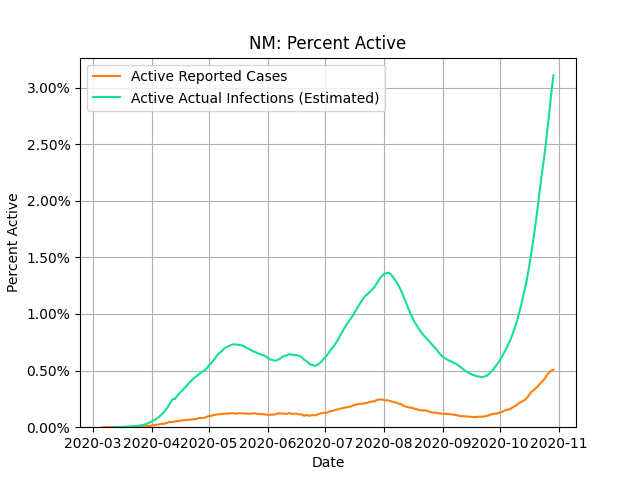 NM: Percent Active
Active Reported Cases
Active Actual Infections (Estimated)
3.00%
2.50%
2.00%
1.50%
1.00%
0.50%
0.00%
Percent Active
2020-03 2020-04 2020-05 2020-06 2020-07 2020-08 2020-09 2020-10 2020-11
Date